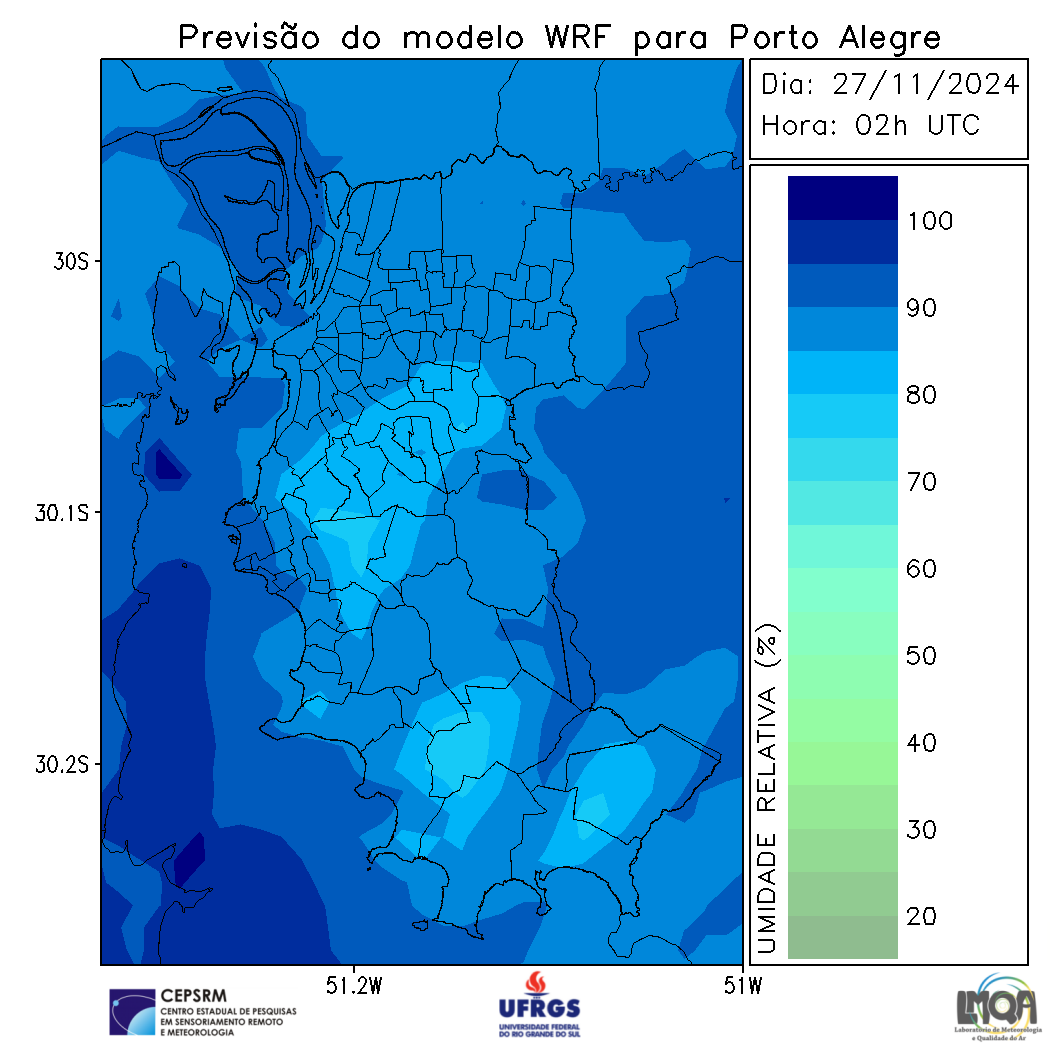 Previsão do modelo WRF para Porto Alegre
Dia: 27/11/2024
Hora: 02h UTC
100
90
80
70
60
50
40
30
20
UMIDADE RELATIVA (%)
30S
30.1S
30.2S
51.2W
51W
CEPSRM
CENTRO ESTADUAL DE PESQUISAS
EM SENSORIAMENTO REMOTO
E METEOROLOGIA
UFRGS
UNIVERSIDADE FEDERAL
DO RIO GRANDE DO SUL
LMQA
Laboratório de Meteorologia
e Qualidade do Ar